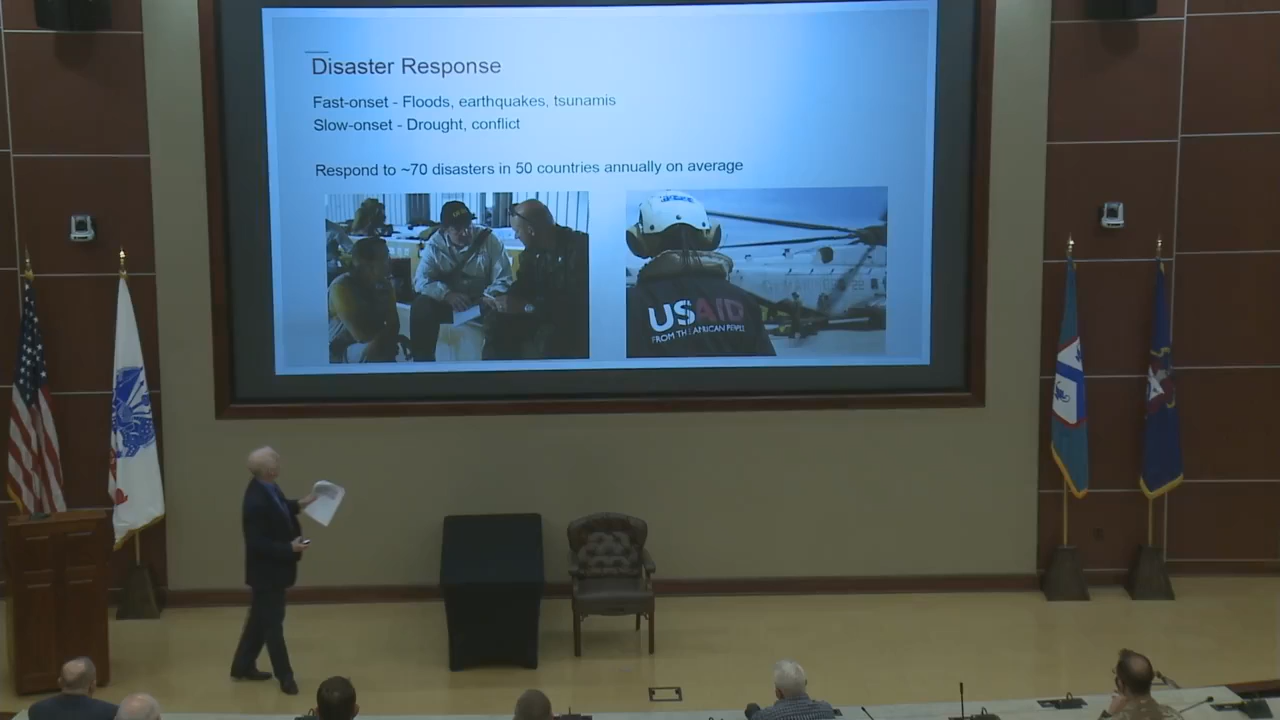 Disaster Response
Fast-onset - Floods, earthquakes, tsunamis
Slow-onset - Drought, conflict
Respond to ~70 disasters in 50 countries annually on average
USAID
FROM THE AMERICAN PEOPLE